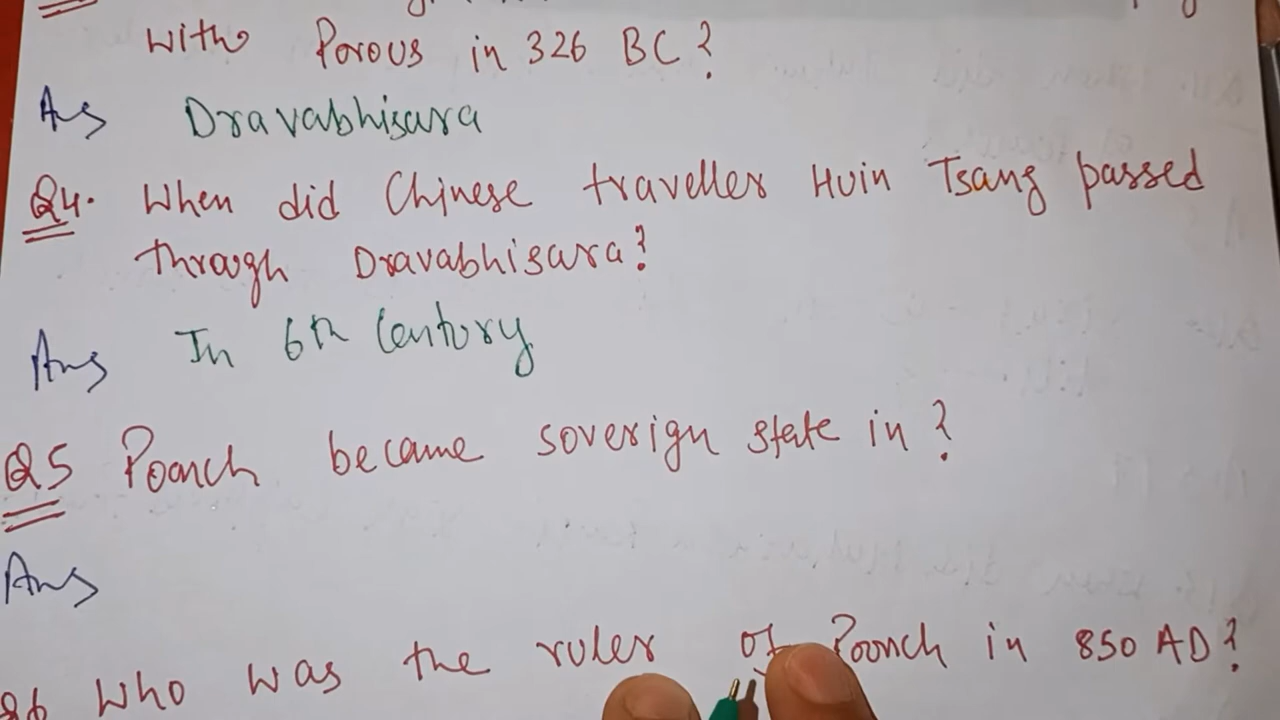 with Porous in 326 BC?
Ans Dravabhisara
Q4. When did Chinese traveller Huin Tsang passed
through Dravabhisara?
Ans In 6th Century
Q5 Poonch became soverign state in?
Ans
Q6 Who was the ruler of Poonch in 850 AD?